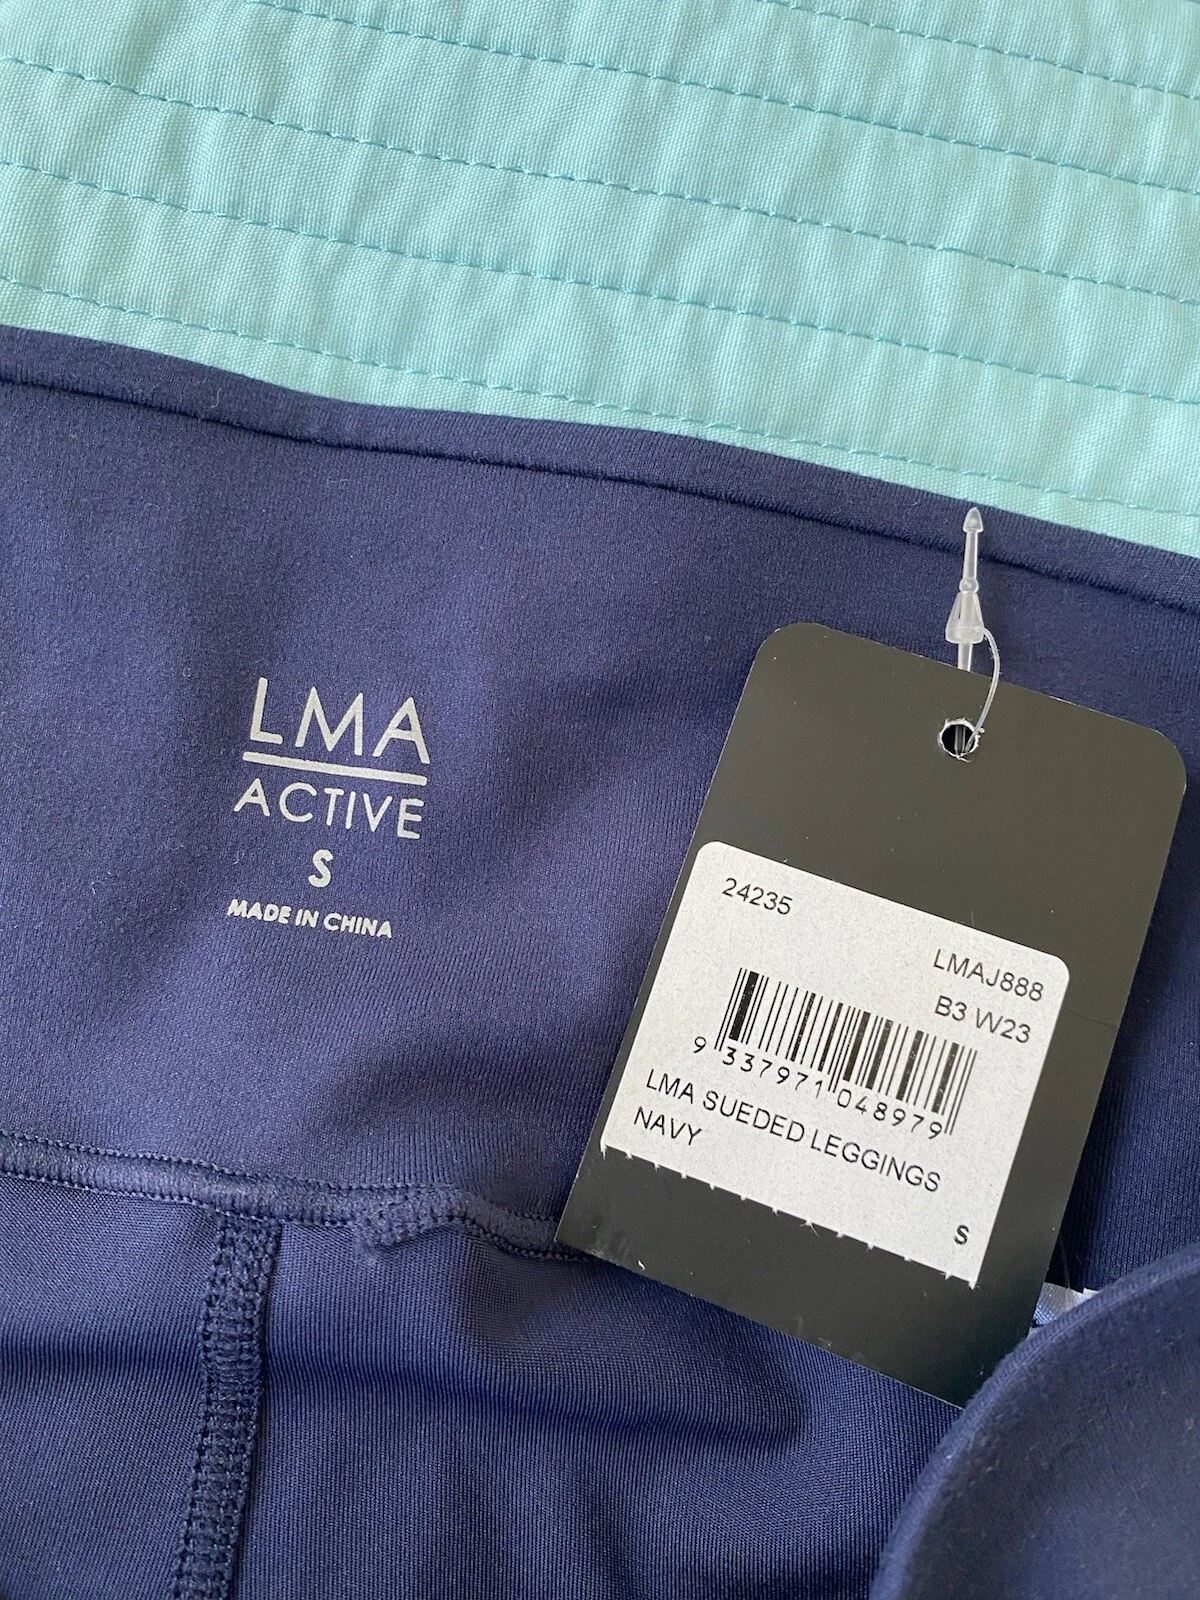 LMA
ACTIVE
S
MADE IN CHINA
24235
LMAJ888
B3 W23
9 337971 048979
LMA SUEDED LEGGINGS
NAVY
S